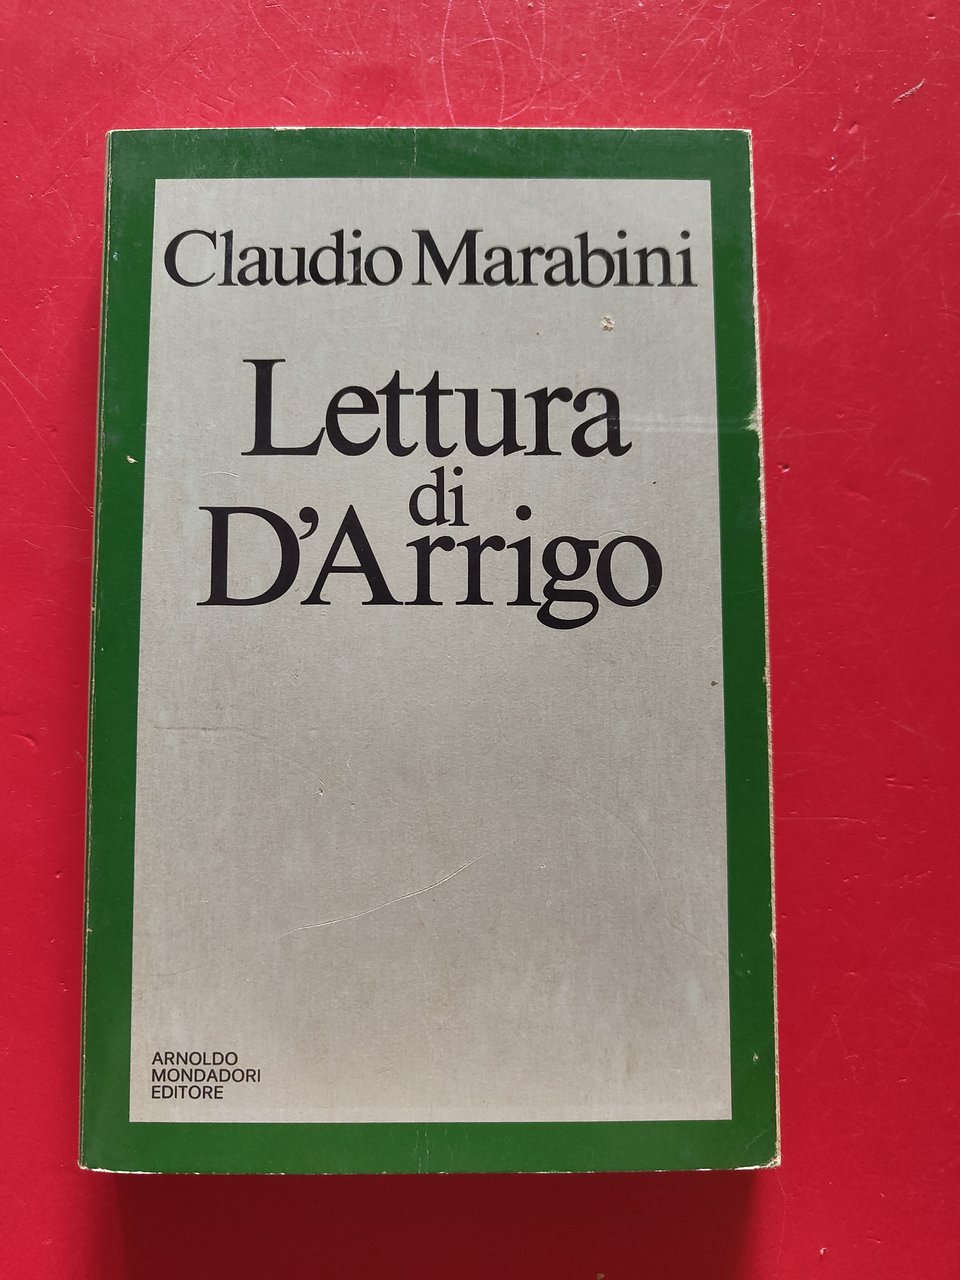 Claudio Marabini
Lettura
di
D'Arrigo
ARNOLDO
MONDADORI
EDITORE